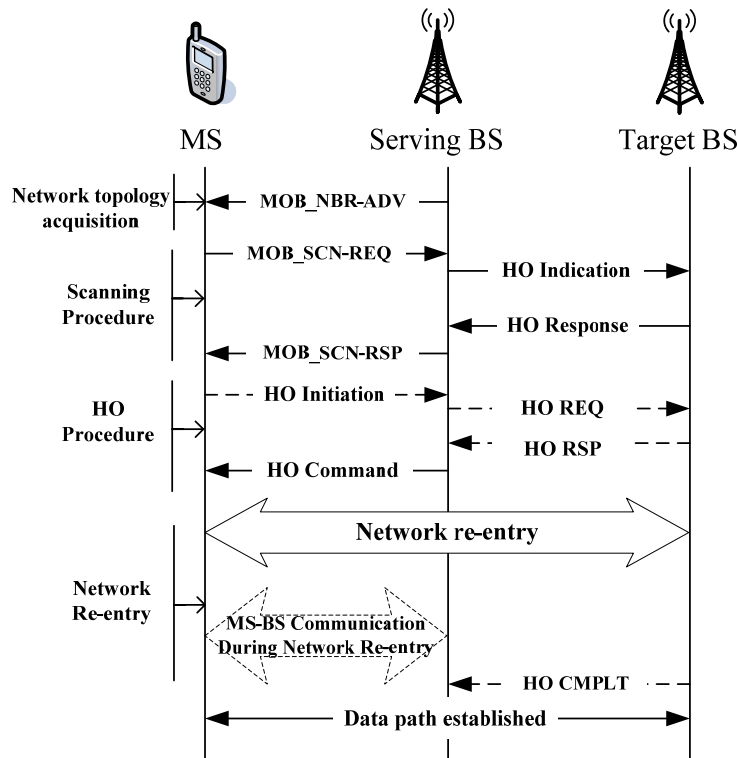 MS
Serving BS
Target BS
Network topology
acquisition
MOB_NBR-ADV
MOB_SCN-REQ
HO Indication
Scanning
Procedure
HO Response
MOB_SCN-RSP
HO
Procedure
HO Initiation
HO REQ
HO RSP
HO Command
Network re-entry
Network
Re-entry
MS-BS Communication
During Network Re-entry
HO CMPLT
Data path established